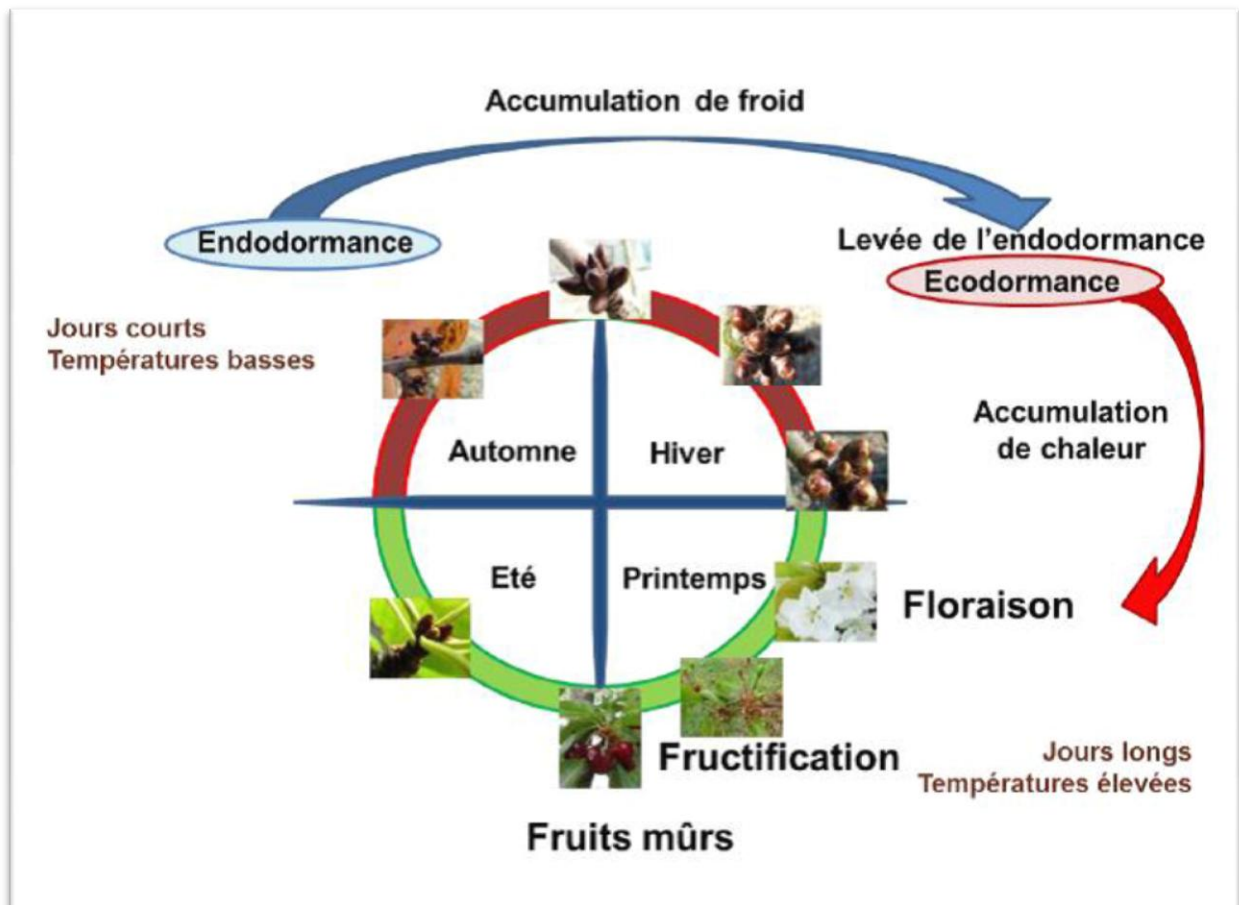 Accumulation de froid
Endodormance
Levée de l'endodormance
Ecodormance
Jours courts
Températures basses
Accumulation
de chaleur
Automne
Hiver
Eté
Printemps
Floraison
Fructification
Jours longs
Températures élevées
Fruits mûrs